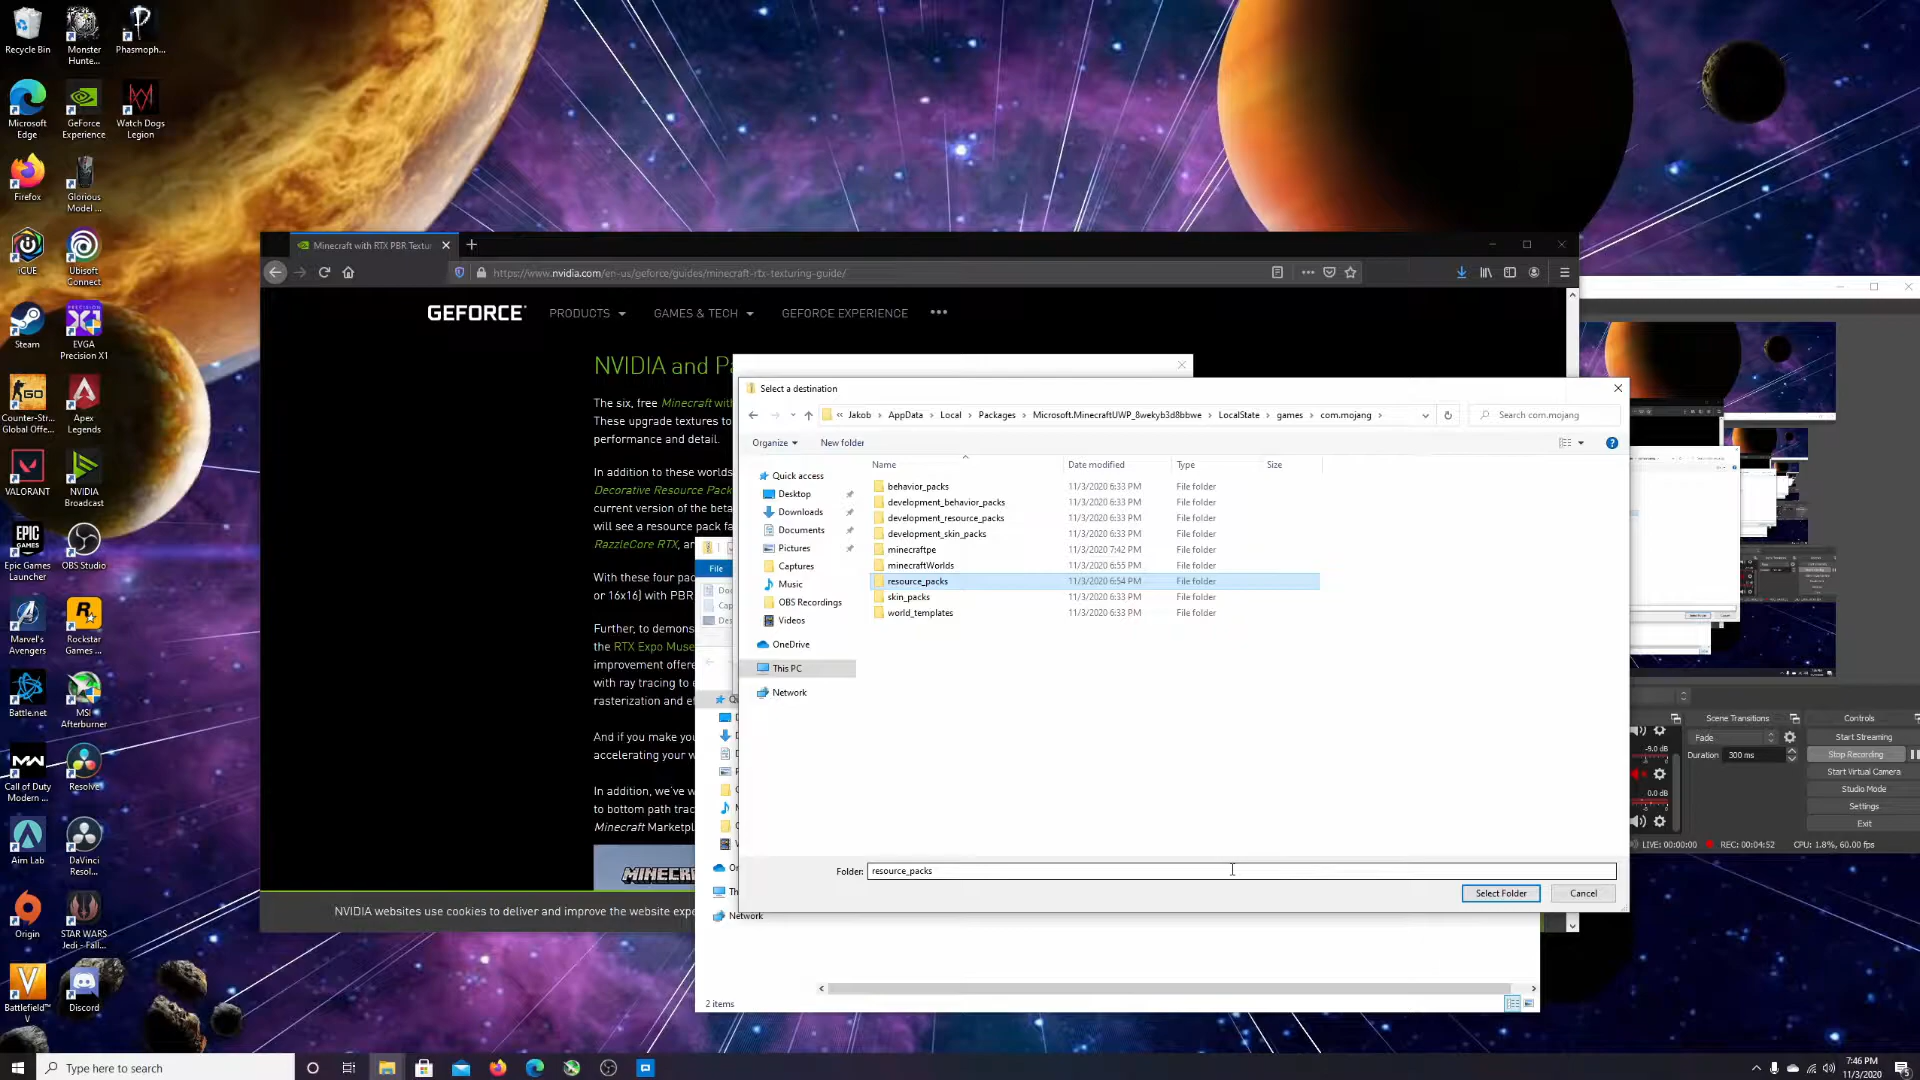 Recycle Bin
Monster Hunte...
Phasmoph...
Microsoft Edge
GeForce Experience
Watch Dogs Legion
Firefox
Glorious Model ...
iCUE
Ubisoft Connect
Steam
EVGA Precision X1
Counter-Str... Global Offe...
Apex Legends
VALORANT
NVIDIA Broadcast
Epic Games Launcher
OBS Studio
Marvel's Avengers
Rockstar Games ...
Battle.net
MSI Afterburner
Call of Duty Modern ...
Resolve
Aim Lab
DaVinci Resol...
Origin
STAR WARS Jedi - Fall...
Battlefield™ V
Discord
Minecraft with RTX PBR Textur
https://www.nvidia.com/en-us/geforce/guides/minecraft-rtx-texturing-guide/
GEFORCE
PRODUCTS
GAMES & TECH
GEFORCE EXPERIENCE
NVIDIA and P
The six, free Minecraft with
These upgrade textures to
performance and detail.
In addition to these worlds
Decorative Resource Pack
current version of the beta
will see a resource pack fa
RazzleCore RTX, an
With these four pac
or 16x16) with PBR
Further, to demons
the RTX Expo Muse
improvement offere
with ray tracing to e
rasterization and ef
And if you make you
accelerating your w
In addition, we've w
to bottom path trac
Minecraft Marketpl
MINECR
NVIDIA websites use cookies to deliver and improve the website expe
File
Network
2 items
Select a destination
« Jakob > AppData > Local > Packages > Microsoft.MinecraftUWP_8wekyb3d8bbwe > LocalState > games > com.mojang >
Search com.mojang
Organize
New folder
Name Date modified Type Size
Quick access
Desktop
Downloads
Documents
Pictures
Captures
Music
OBS Recordings
Videos
OneDrive
This PC
Network
behavior_packs 11/3/2020 6:33 PM File folder
development_behavior_packs 11/3/2020 6:33 PM File folder
development_resource_packs 11/3/2020 6:33 PM File folder
development_skin_packs 11/3/2020 6:33 PM File folder
minecraftpe 11/3/2020 7:42 PM File folder
minecraftWorlds 11/3/2020 6:55 PM File folder
resource_packs 11/3/2020 6:54 PM File folder
skin_packs 11/3/2020 6:33 PM File folder
world_templates 11/3/2020 6:33 PM File folder
Folder: resource_packs
Select Folder
Cancel
Scene Transitions
Controls
Fade
Duration 300 ms
-9.0 dB
0.0 dB
Start Streaming
Stop Recording
Start Virtual Camera
Studio Mode
Settings
Exit
LIVE: 00:00:00
REC: 00:04:52
CPU: 1.8%, 60.00 fps
Type here to search
7:46 PM
11/3/2020